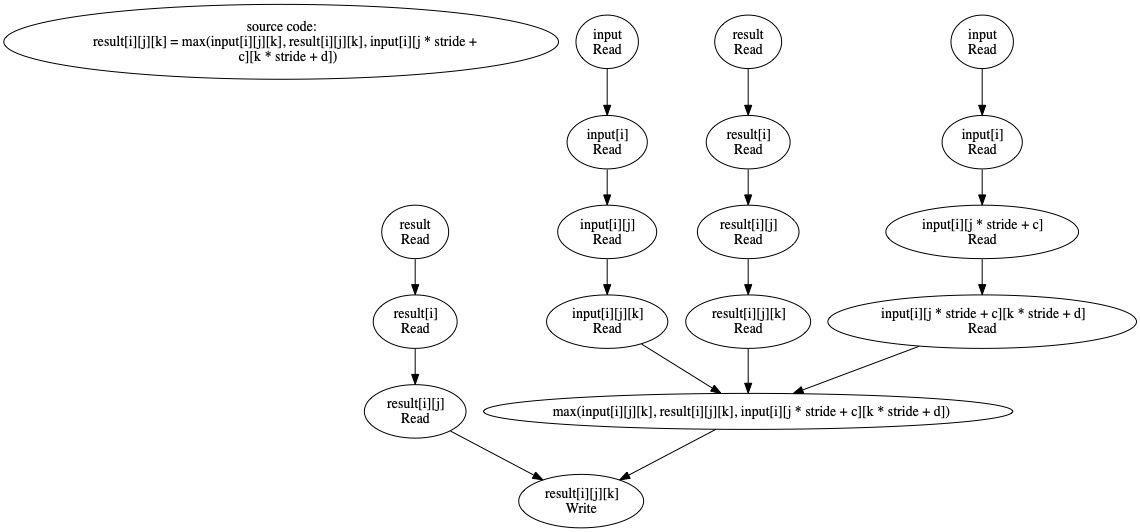 source code:
result[i][j][k] = max(input[i][j][k], result[i][j][k], input[i][j * stride +
c][k * stride + d])
input
Read
result
Read
input
Read
input[i]
Read
result[i]
Read
input[i]
Read
result
Read
input[i][j]
Read
result[i][j]
Read
input[i][j * stride + c]
Read
result[i]
Read
input[i][j][k]
Read
result[i][j][k]
Read
input[i][j * stride + c][k * stride + d]
Read
result[i][j]
Read
max(input[i][j][k], result[i][j][k], input[i][j * stride + c][k * stride + d])
result[i][j][k]
Write